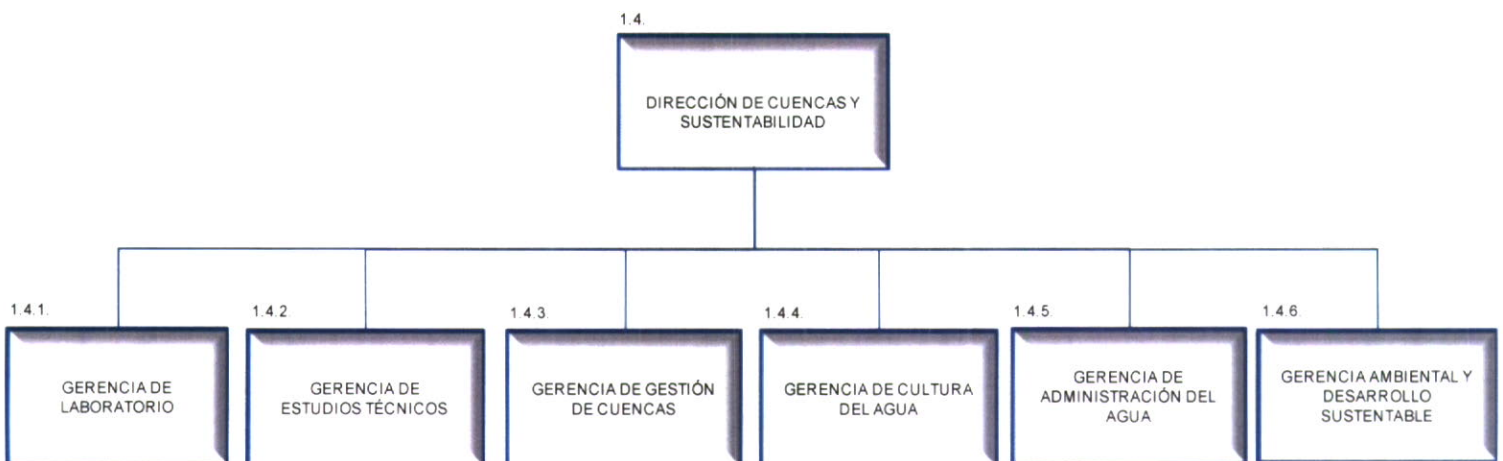 1.4.
DIRECCIÓN DE CUENCAS Y
SUSTENTABILIDAD
1.4.1.
GERENCIA DE
LABORATORIO
1.4.2.
GERENCIA DE
ESTUDIOS TÉCNICOS
1.4.3.
GERENCIA DE GESTIÓN
DE CUENCAS
1.4.4.
GERENCIA DE CULTURA
DEL AGUA
1.4.5.
GERENCIA DE
ADMINISTRACIÓN DEL
AGUA
1.4.6.
GERENCIA AMBIENTAL Y
DESARROLLO
SUSTENTABLE